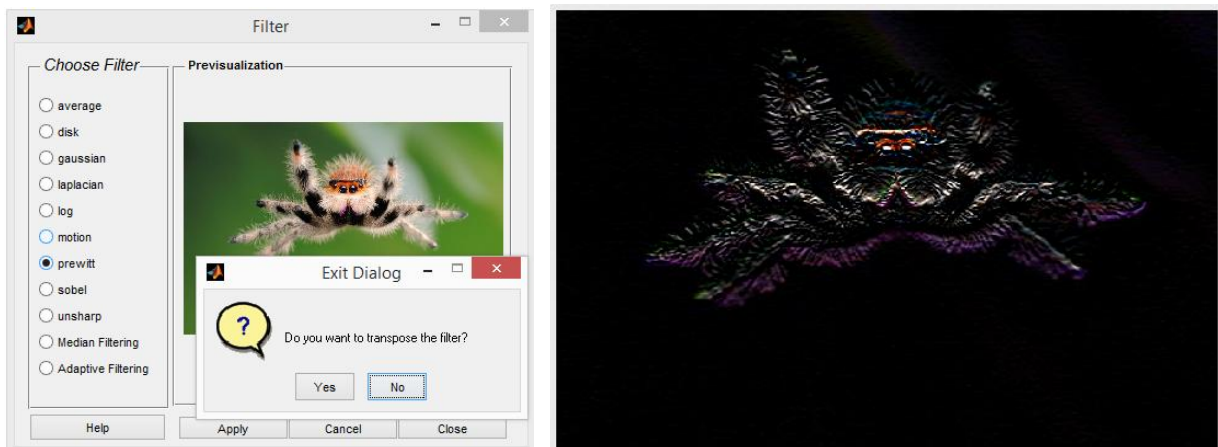 Filter
Choose Filter
Previsualization
average
disk
gaussian
laplacian
log
motion
prewitt
sobel
unsharp
Median Filtering
Adaptive Filtering
Exit Dialog
?
Do you want to transpose the filter?
Yes No
Help Apply Cancel Close